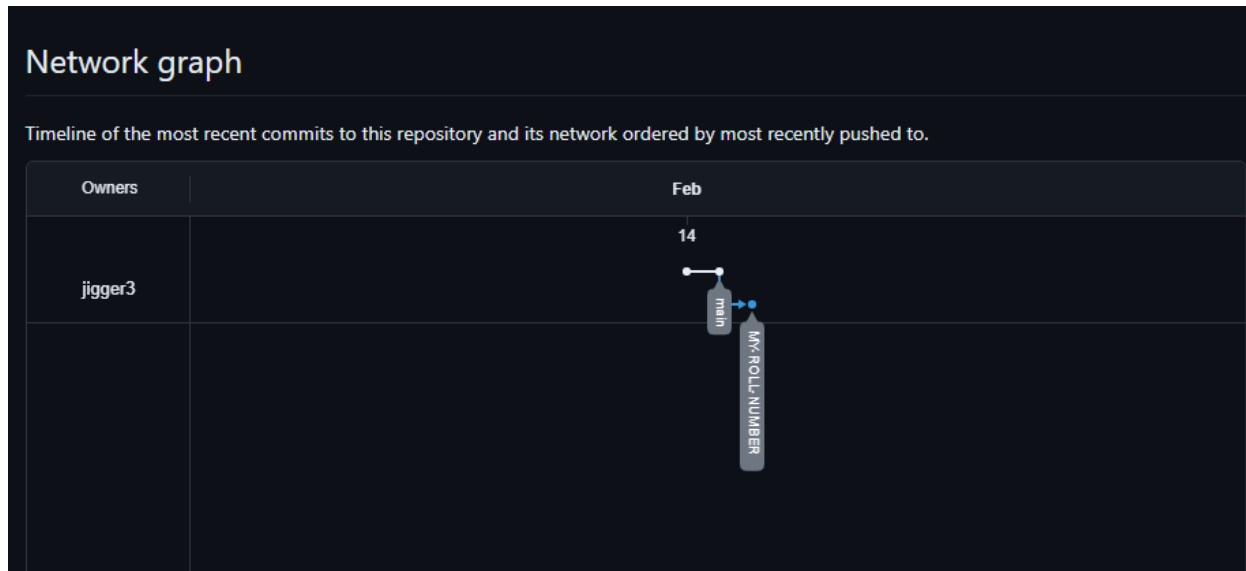 Network graph
Timeline of the most recent commits to this repository and its network ordered by most recently pushed to.
Owners
Feb
14
jigger3
main
MY-ROLL-NUMBER